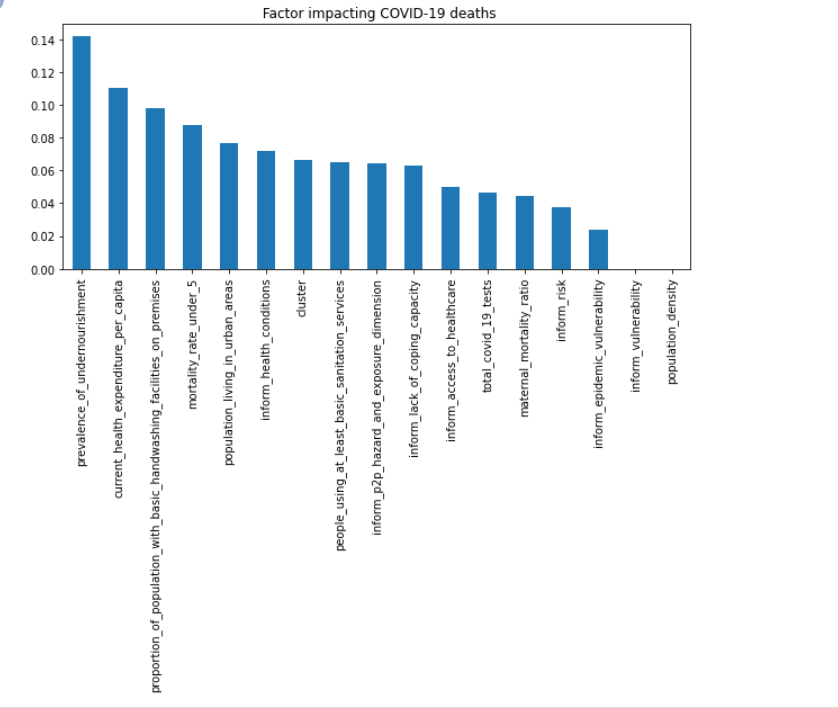 Factor impacting COVID-19 deaths
0.14
0.12
0.10
0.08
0.06
0.04
0.02
0.00
prevalence_of_undernourishment
current_health_expenditure_per_capita
proportion_of_population_with_basic_handwashing_facilities_on_premises
mortality_rate_under_5
population_living_in_urban_areas
inform_health_conditions
cluster
people_using_at_least_basic_sanitation_services
inform_p2p_hazard_and_exposure_dimension
inform_lack_of_coping_capacity
inform_access_to_healthcare
total_covid_19_tests
maternal_mortality_ratio
inform_risk
inform_epidemic_vulnerability
inform_vulnerability
population_density